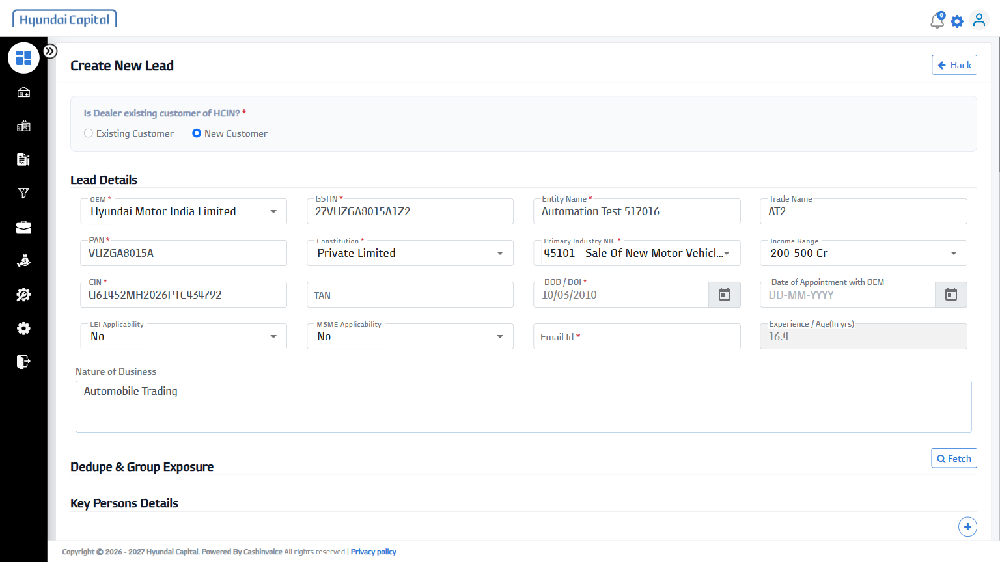 Hyundai Capital
0
Create New Lead
Back
Is Dealer existing customer of HCIN? *
Existing Customer
New Customer
Lead Details
OEM *
Hyundai Motor India Limited
GSTIN *
27VUZGA8015A1Z2
Entity Name *
Automation Test 517016
Trade Name
AT2
PAN *
VUZGA8015A
Constitution *
Private Limited
Primary Industry NIC *
45101 - Sale Of New Motor Vehicl...
Income Range
200-500 Cr
CIN *
U61452MH2026PTC434792
TAN
DOB / DOI *
10/03/2010
Date of Appointment with OEM
DD-MM-YYYY
LEI Applicability
No
MSME Applicability
No
Email Id *
Experience / Age(In yrs)
16.4
Nature of Business
Automobile Trading
Dedupe & Group Exposure
Fetch
Key Persons Details
Copyright © 2026 - 2027 Hyundai Capital. Powered By Cashinvoice All rights reserved | Privacy policy